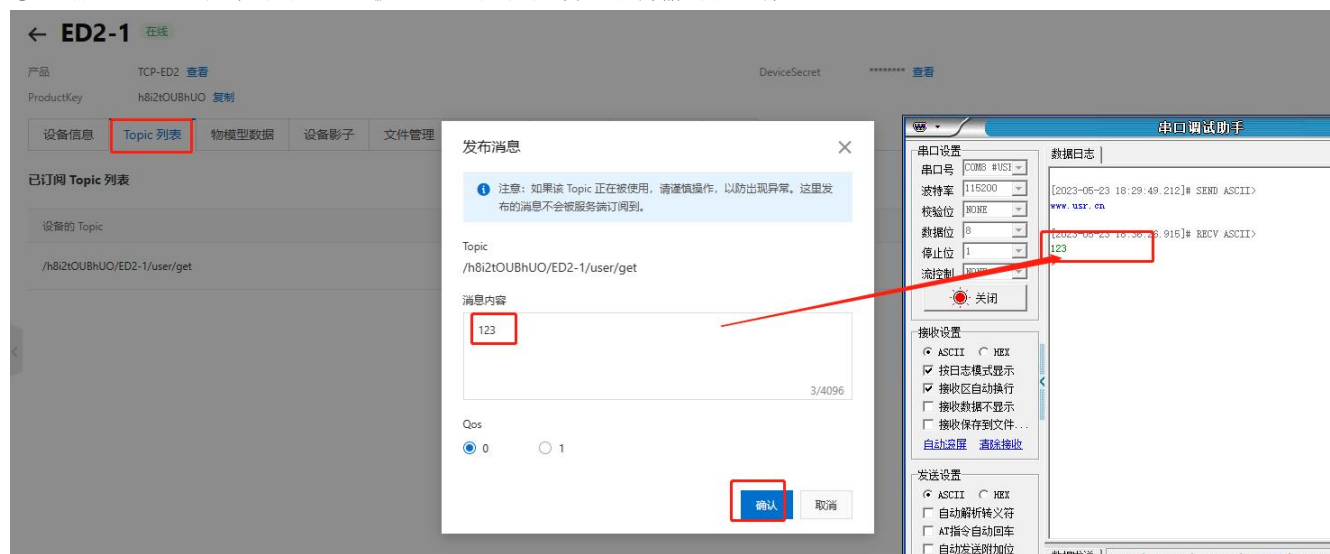 ← ED2-1 在线
产品 TCP-ED2 查看
DeviceSecret ******** 查看
ProductKey h8i2tOUBhUO 复制
设备信息 Topic 列表 物模型数据 设备影子 文件管理
已订阅 Topic 列表
设备的 Topic
/h8i2tOUBhUO/ED2-1/user/get
发布消息
注意：如果该 Topic 正在被使用，请谨慎操作，以防出现异常。这里发
布的消息不会被服务端订阅到。
Topic
/h8i2tOUBhUO/ED2-1/user/get
消息内容
123
3/4096
Qos
0 1
确认 取消
串口调试助手
串口设置
串口号 COM8 #USI
波特率 115200
校验位 NONE
数据位 8
停止位 1
流控制 NONE
关闭
接收设置
ASCII HEX
按日志模式显示
接收区自动换行
接收数据不显示
接收保存到文件...
自动滚屏 清除接收
发送设置
ASCII HEX
自动解析转义符
AT指令自动回车
自动发送附加位
数据日志
[2023-05-23 18:29:49.212]# SEND ASCII>
www.usr.cn
[2023-05-23 18:36:26.915]# RECV ASCII>
123